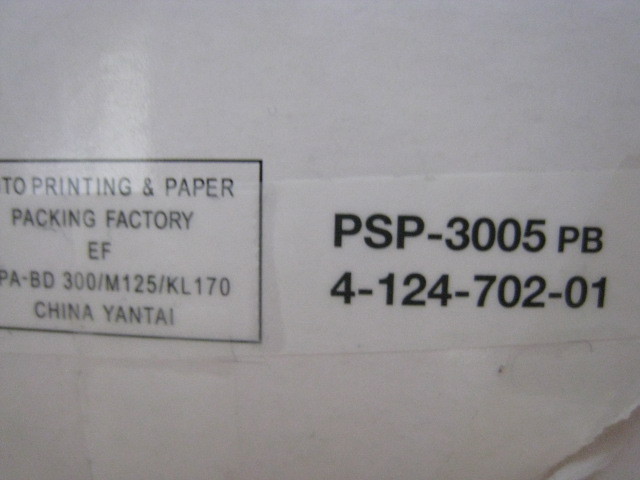 TO PRINTING & PAPER
PACKING FACTORY
EF
PA-BD 300/M125/KL170
CHINA YANTAI
PSP-3005 PB
4-124-702-01